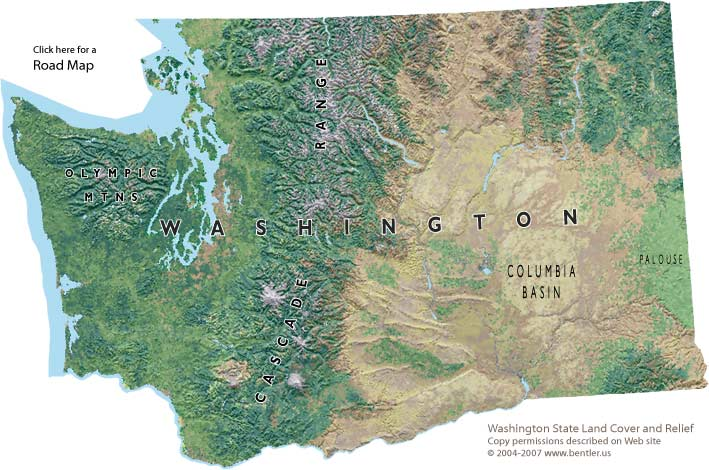 Click here for a
Road Map
RANGE
OLYMPIC
MTNS
WASHINGTON
PALOUSE
COLUMBIA
BASIN
CASCADE
Washington State Land Cover and Relief
Copy permissions described on Web site
© 2004-2007 www.bentler.us